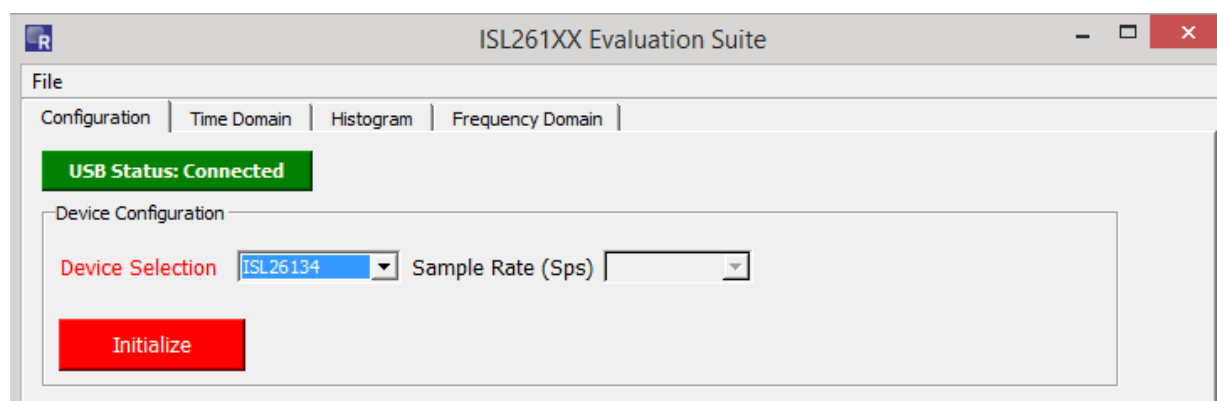 R
ISL261XX Evaluation Suite
File
Configuration Time Domain Histogram Frequency Domain
USB Status: Connected
Device Configuration
Device Selection ISL26134 Sample Rate (Sps)
Initialize